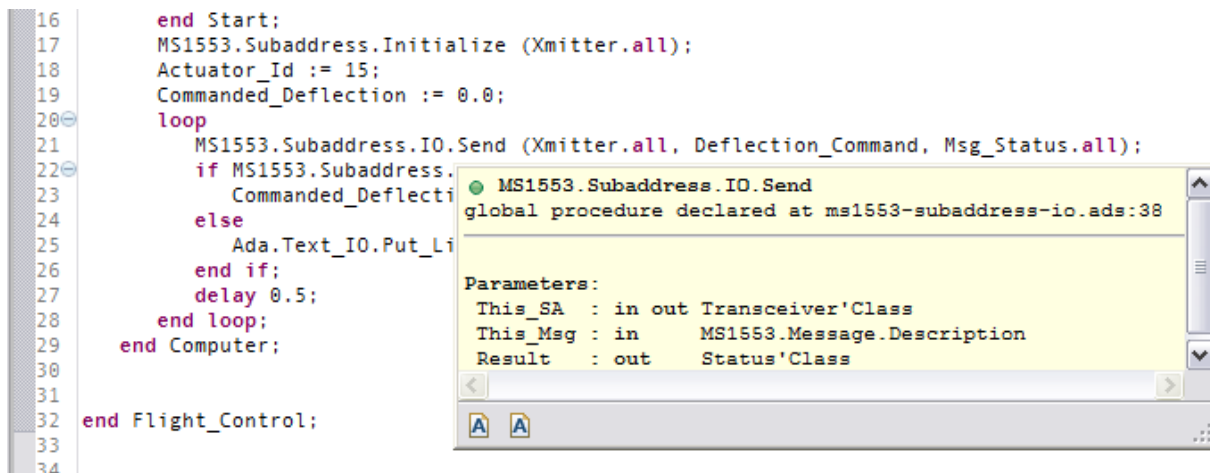 16 end Start;
17 MS1553.Subaddress.Initialize (Xmitter.all);
18 Actuator_Id := 15;
19 Commanded_Deflection := 0.0;
20 loop
21 MS1553.Subaddress.IO.Send (Xmitter.all, Deflection_Command, Msg_Status.all);
22 if MS1553.Subaddress.
23 Commanded_Deflecti
24 else
25 Ada.Text_IO.Put_Li
26 end if;
27 delay 0.5;
28 end loop;
29 end Computer;
30
31
32 end Flight_Control;
33
34
MS1553.Subaddress.IO.Send
global procedure declared at ms1553-subaddress-io.ads:38
Parameters:
This_SA : in out Transceiver'Class
This_Msg : in MS1553.Message.Description
Result : out Status'Class
A A